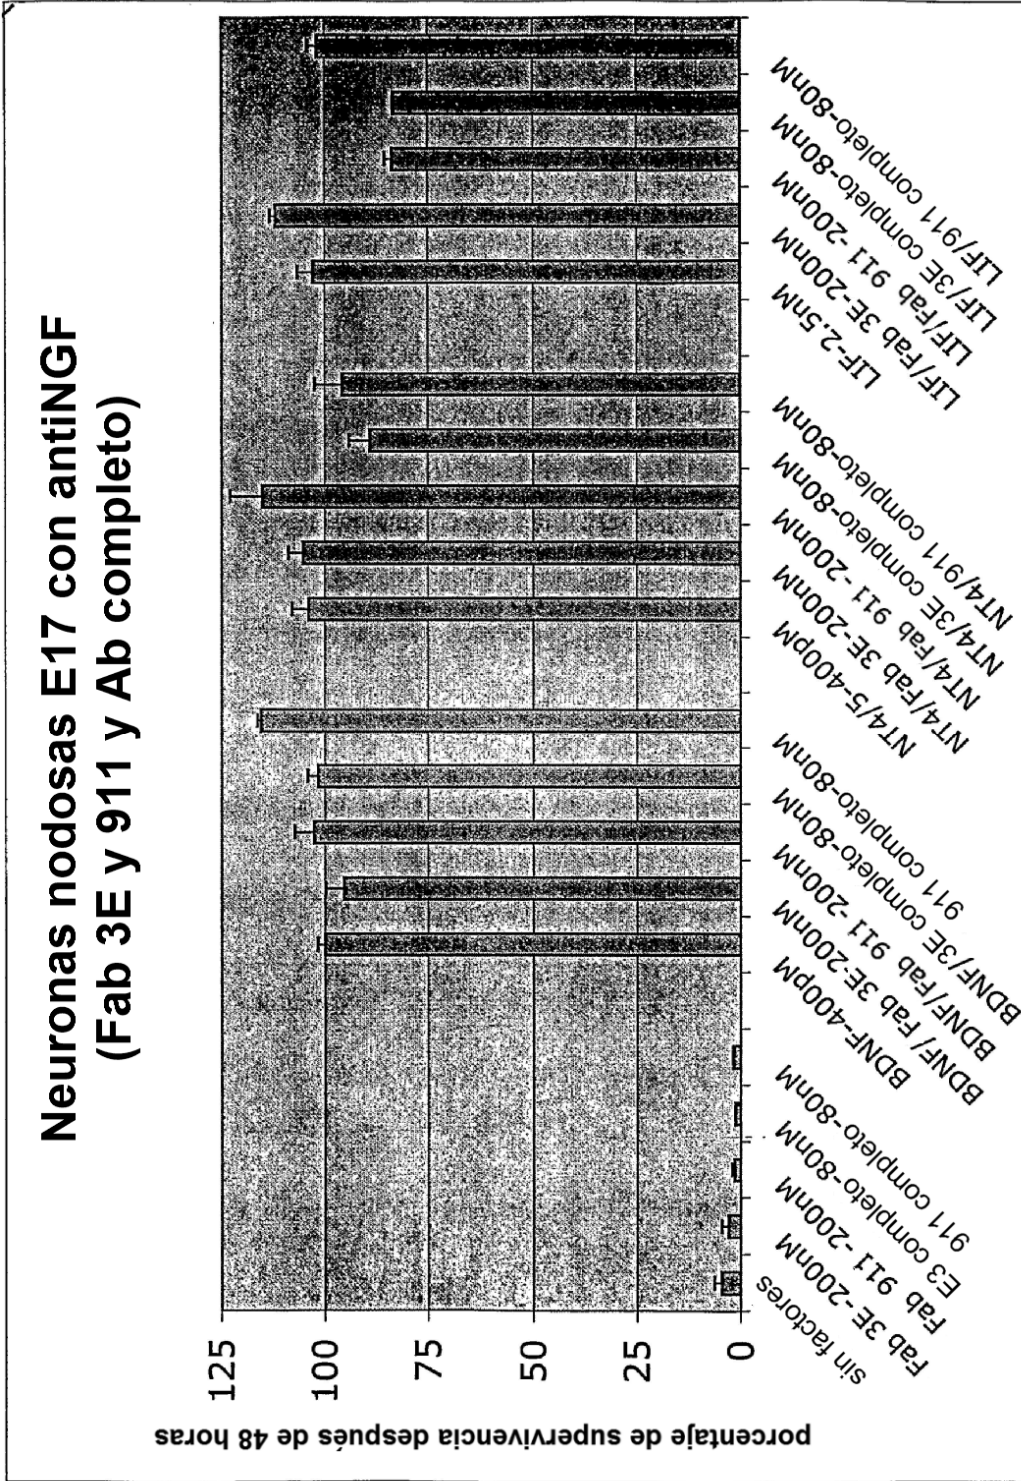 Neuronas nodosas E17 con antiNGF
(Fab 3E y 911 y Ab completo)
porcentaje de supervivencia después de 48 horas
125
100
75
50
25
0
sin factores
Fab 3E-200nM
Fab 911-200nM
E3 completo-80nM
911 completo-80nM
BDNF-400pM
BDNF/Fab 3E-200nM
BDNF/Fab 911-200nM
BDNF/3E completo-80nM
911 completo-80nM
NT4/5-400pM
NT4/Fab 3E-200nM
NT4/Fab 911-200nM
NT4/3E completo-80nM
NT4/911 completo-80nM
LIF-2,5nM
LIF/Fab 3E-200nM
LIF/Fab 911-200nM
LIF/3E completo-80nM
LIF/911 completo-80nM